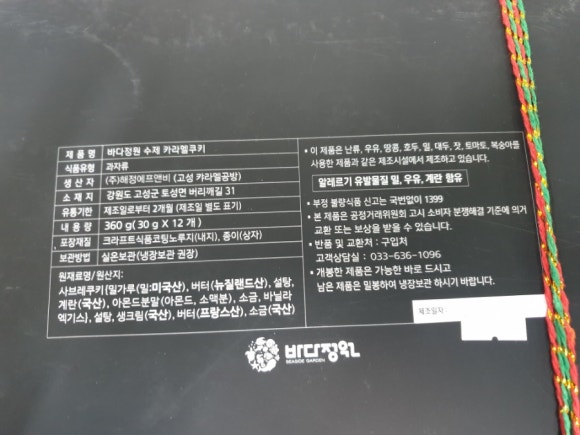 제 품 명 바다정원 수제 카라멜쿠키
식품유형 과자류
생 산 자 (주)해정에프앤비 (고성 카라멜공방)
소 재 지 강원도 고성군 토성면 버리깨길 31
유통기한 제조일로부터 2개월 (제조일 별도 표기)
내 용 량 360 g( 30 g X 12 개 )
포장재질 크라프트식품코팅노루지(내지), 종이(상자)
보관방법 실온보관(냉장보관 권장)
원재료명/원산지:
사브레쿠키{밀가루(밀:미국산), 버터(뉴질랜드산), 설탕,
계란(국산), 아몬드분말(아몬드, 소맥분), 소금, 바닐라
엑기스}, 설탕, 생크림(국산), 버터(프랑스산), 소금(국산)
• 이 제품은 난류, 우유, 땅콩, 호두, 밀, 대두, 잣, 토마토, 복숭아를
사용한 제품과 같은 제조시설에서 제조하고 있습니다.
알레르기 유발물질 밀, 우유, 계란 함유
• 부정 불량식품 신고는 국번없이 1399
• 본 제품은 공정거래위원회 고시 소비자 분쟁해결 기준에 의거
교환 또는 보상을 받을 수 있습니다.
• 반품 및 교환처 : 구입처
고객상담실 : 033-636-1096
• 개봉한 제품은 가능한 바로 드시고
남은 제품은 밀봉하여 냉장보관 하시기 바랍니다.
제조일자:
바다정원
SEASIDE GARDEN